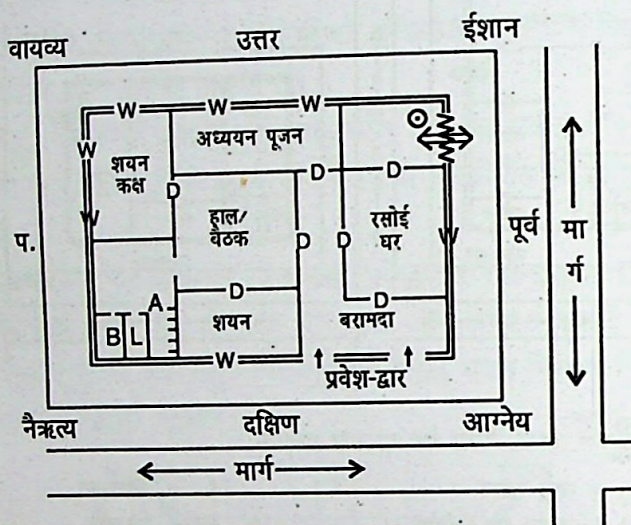 वायव्य
उत्तर
ईशान
W
W
W
W
शयन
कक्ष
अध्ययन पूजन
D
D
D
W
हाल/
वैठक
D
D
रसोई
घर
W
प.
पूर्व
मा
र्ग
A
D
D
B
L
शयन
बरामदा
W
प्रवेश-द्वार
नैऋत्य
दक्षिण
आग्नेय
मार्ग